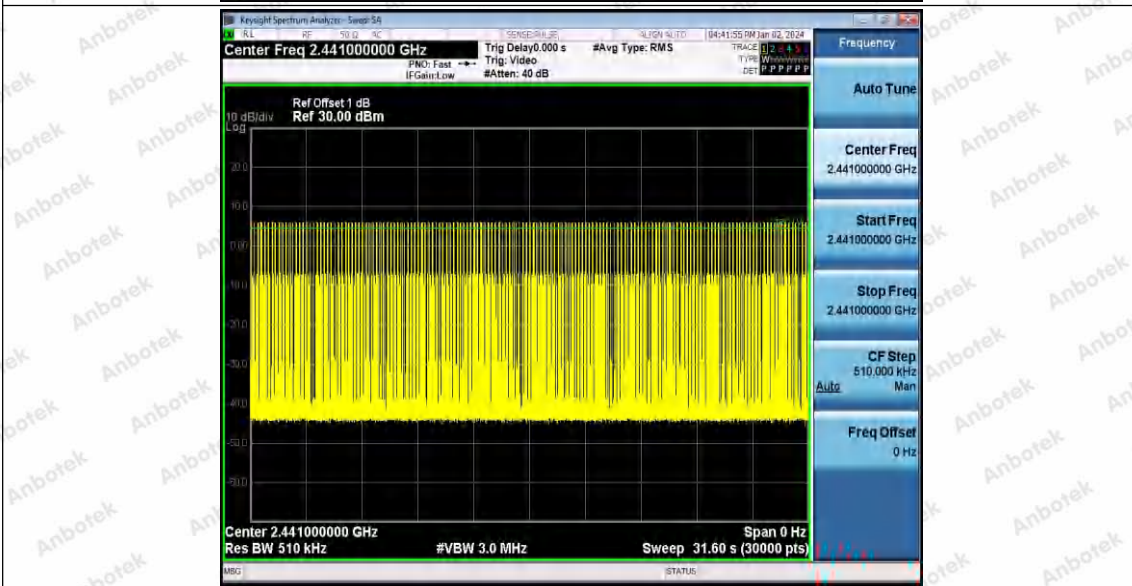 Keysight Spectrum Analyzer - Swept SA
RL RF 50 Ω AC SENSE:PULSE ALIGN AUTO 04:41:55 PM Jan 02, 2024
Center Freq 2.441000000 GHz
PNO: Fast
IFGain:Low
Trig Delay0.000 s
Trig: Video
#Atten: 40 dB
#Avg Type: RMS
TRACE 1 2 3 4 5 6
TYPE
DET P P P P P P
Ref Offset 1 dB
10 dB/div Ref 30.00 dBm
Log
20.0
10.0
0.00
-10.0
-20.0
-30.0
-40.0
-50.0
-60.0
Center 2.441000000 GHz Span 0 Hz
Res BW 510 kHz #VBW 3.0 MHz Sweep 31.60 s (30000 pts)
MSG STATUS
Frequency
Auto Tune
Center Freq
2.441000000 GHz
Start Freq
2.441000000 GHz
Stop Freq
2.441000000 GHz
CF Step
510.000 kHz
Auto Man
Freq Offset
0 Hz
Anbotek